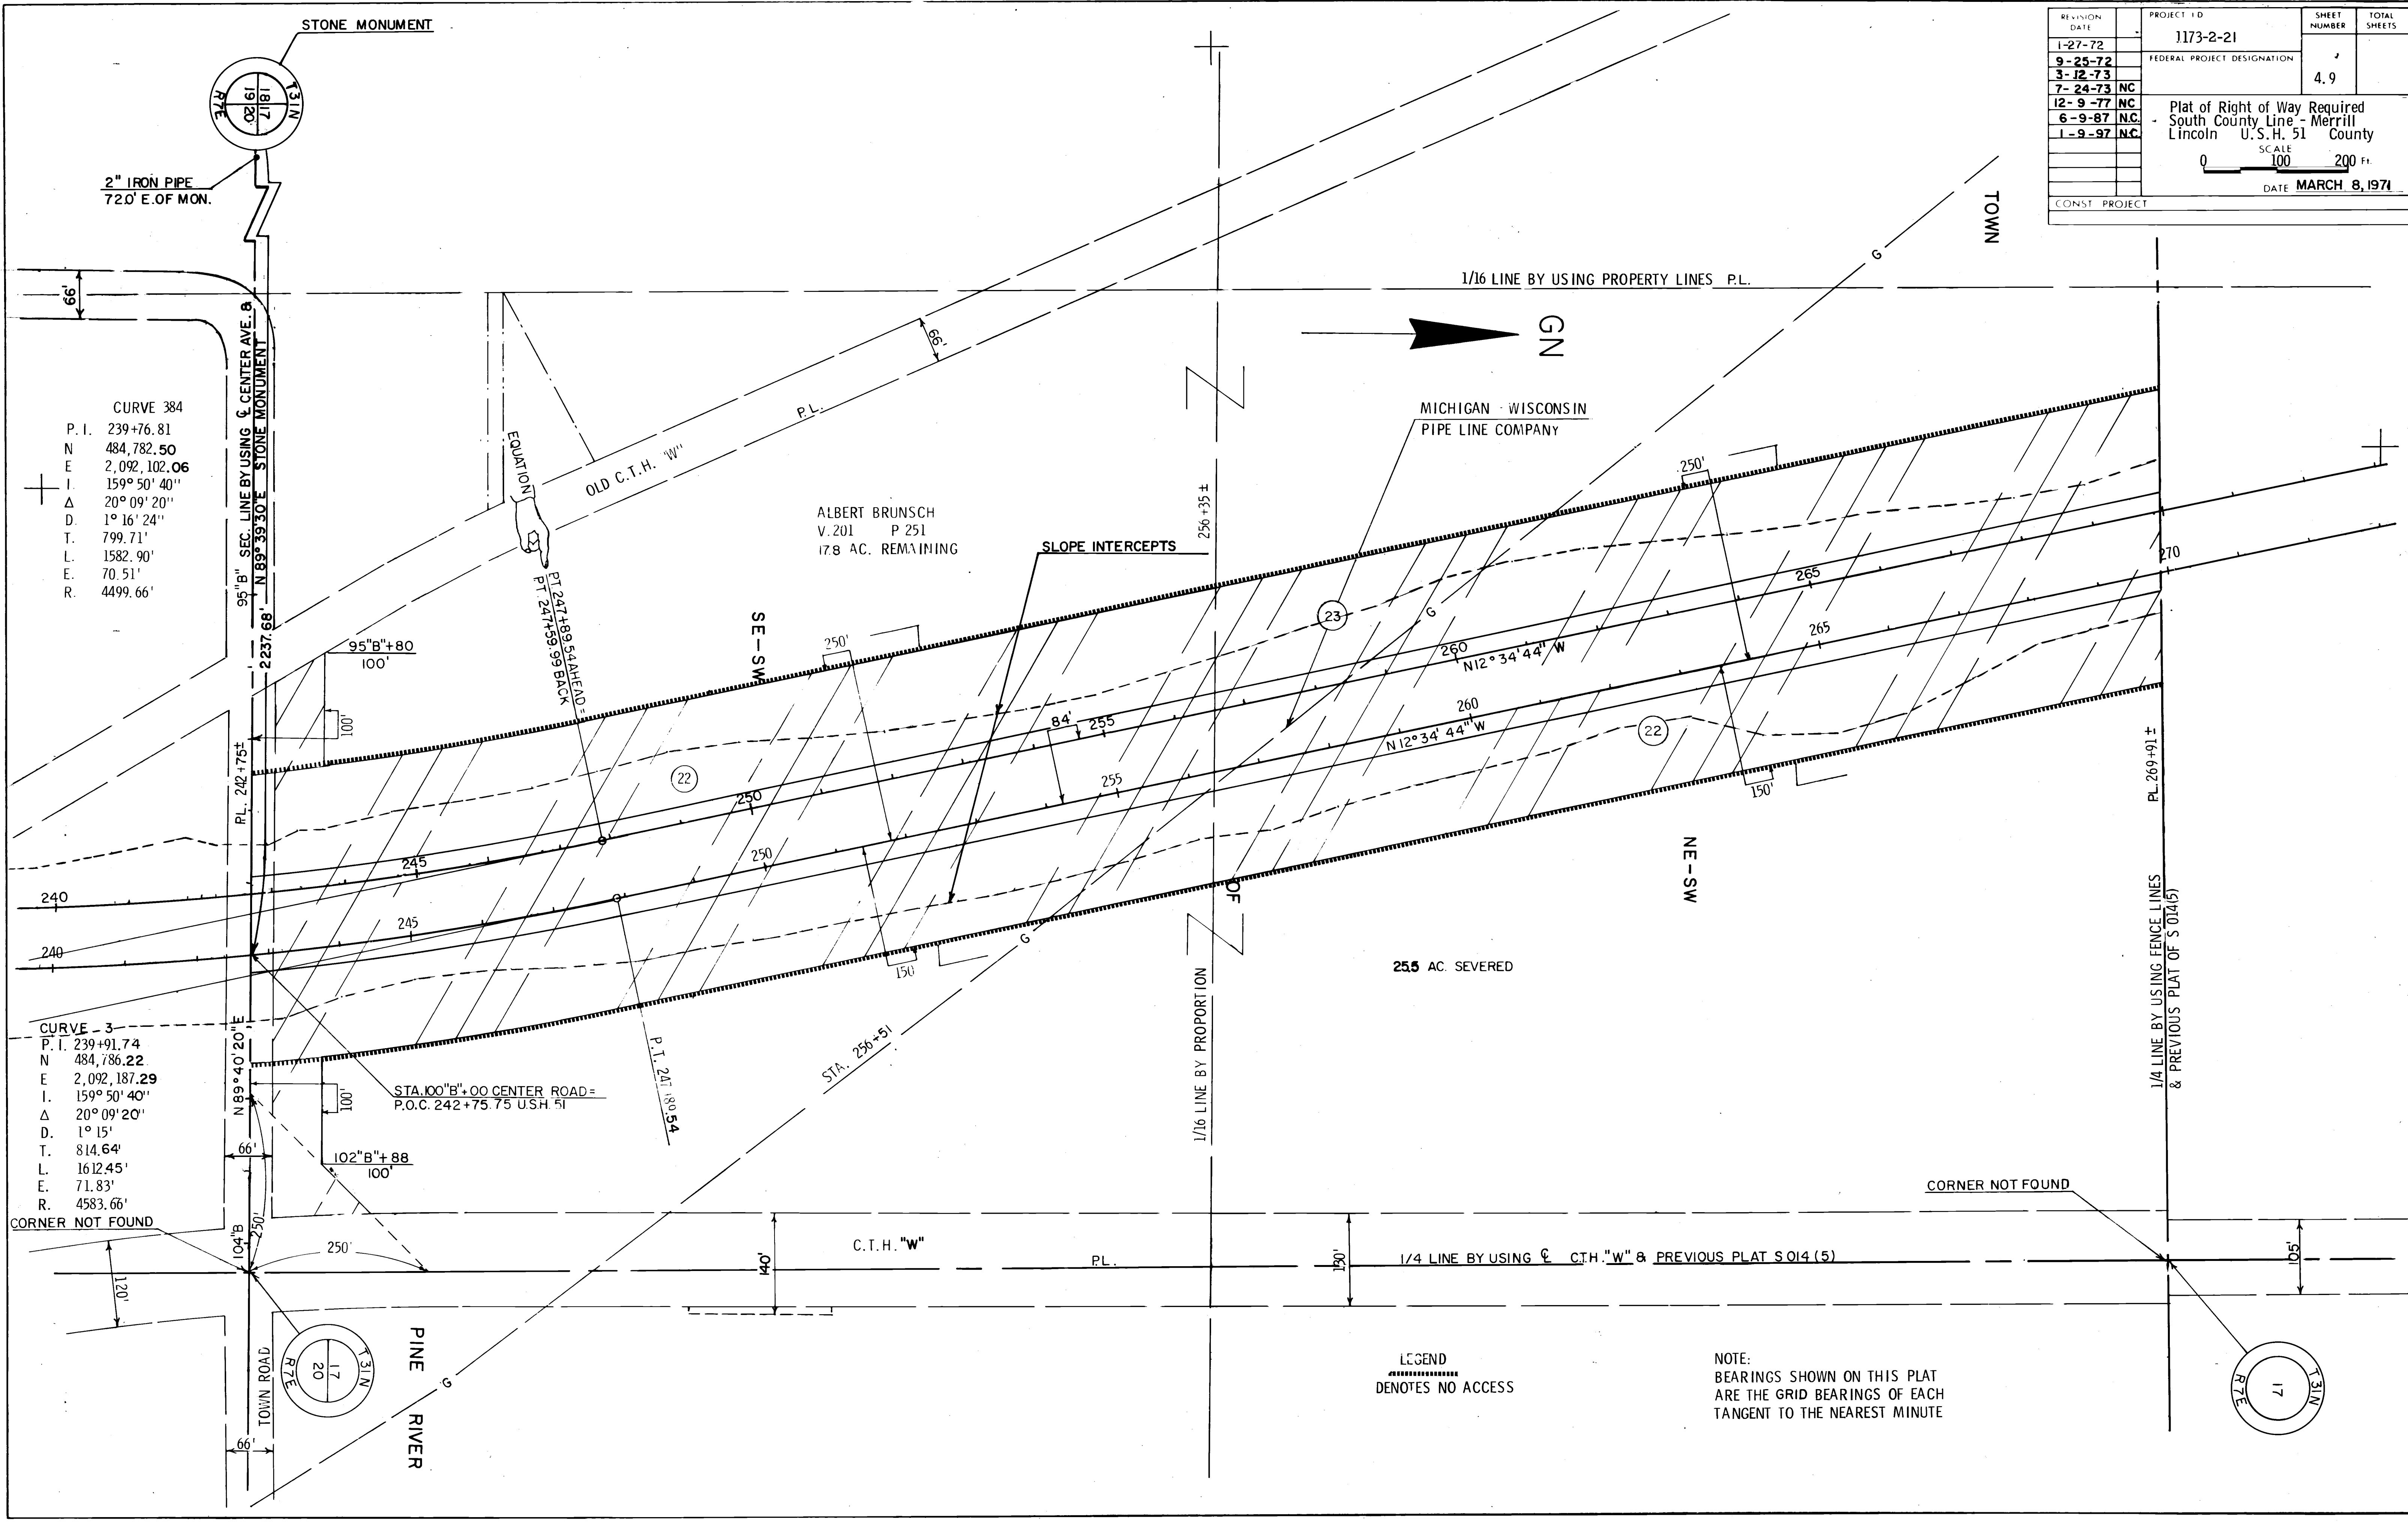 STONE MONUMENT
T31N
18 17
19 20
R7E
2" IRON PIPE
72.0' E. OF MON.
REVISION DATE
1-27-72
9-25-72
3-12-73
7-24-73 NC
12-9-77 NC
6-9-87 N.C.
1-9-97 N.C.
PROJECT I D
1173-2-21
FEDERAL PROJECT DESIGNATION
SHEET NUMBER
4.9
TOTAL SHEETS
Plat of Right of Way Required
South County Line - Merrill
Lincoln U.S.H. 51 County
SCALE
0 100 200 Ft.
DATE MARCH 8, 1971
CONST PROJECT
66'
TOWN
G
1/16 LINE BY USING PROPERTY LINES P.L.
GN
66'
P.L.
OLD C.T.H. "W"
EQUATION
PT. 247+89.54 AHEAD =
PT. 247+59.99 BACK
95"B" SEC. LINE BY USING ℄ CENTER AVE. &
N 89° 39' 30" E STONE MONUMENT
2237.68'
CURVE 384
P.I. 239+76.81
N 484,782.50
E 2,092,102.06
I. 159° 50' 40''
Δ 20° 09' 20''
D. 1° 16' 24''
T. 799.71'
L. 1582.90'
E. 70.51'
R. 4499.66'
MICHIGAN - WISCONSIN
PIPE LINE COMPANY
ALBERT BRUNSCH
V. 201 P 251
17.8 AC. REMAINING
SLOPE INTERCEPTS
256+35 ±
250'
SE-SW
250'
23
G
95"B"+80
100'
100'
PL. 242+75±
22
84'
240
245
250
255
260
265
N 12° 34' 44" W
270
240
245
250
255
260
265
N 12° 34' 44" W
22
150'
PL. 269+91 ±
NE-SW
OF
G
150
25.5 AC. SEVERED
STA. 256+51
1/16 LINE BY PROPORTION
1/4 LINE BY USING FENCE LINES
& PREVIOUS PLAT OF S 014(5)
CURVE 3
P.I. 239+91.74
N 484,786.22
E 2,092,187.29
I. 159° 50' 40''
Δ 20° 09' 20''
D. 1° 15'
T. 814.64'
L. 1612.45'
E. 71.83'
R. 4583.66'
N 89° 40' 20" E
100'
STA. 100"B"+00 CENTER ROAD =
P.O.C. 242+75.75 U.S.H. 51
P.T. 247+89.54
102"B"+88
100'
66'
CORNER NOT FOUND
104"B
250'
250'
120'
140'
C.T.H. "W"
P.L.
130'
1/4 LINE BY USING ℄ C.T.H. "W" & PREVIOUS PLAT S 014 (5)
CORNER NOT FOUND
105'
T31N
17
20
R7E
TOWN ROAD
66'
PINE RIVER
G
LEGEND
DENOTES NO ACCESS
NOTE:
BEARINGS SHOWN ON THIS PLAT
ARE THE GRID BEARINGS OF EACH
TANGENT TO THE NEAREST MINUTE
T31N
17
R7E